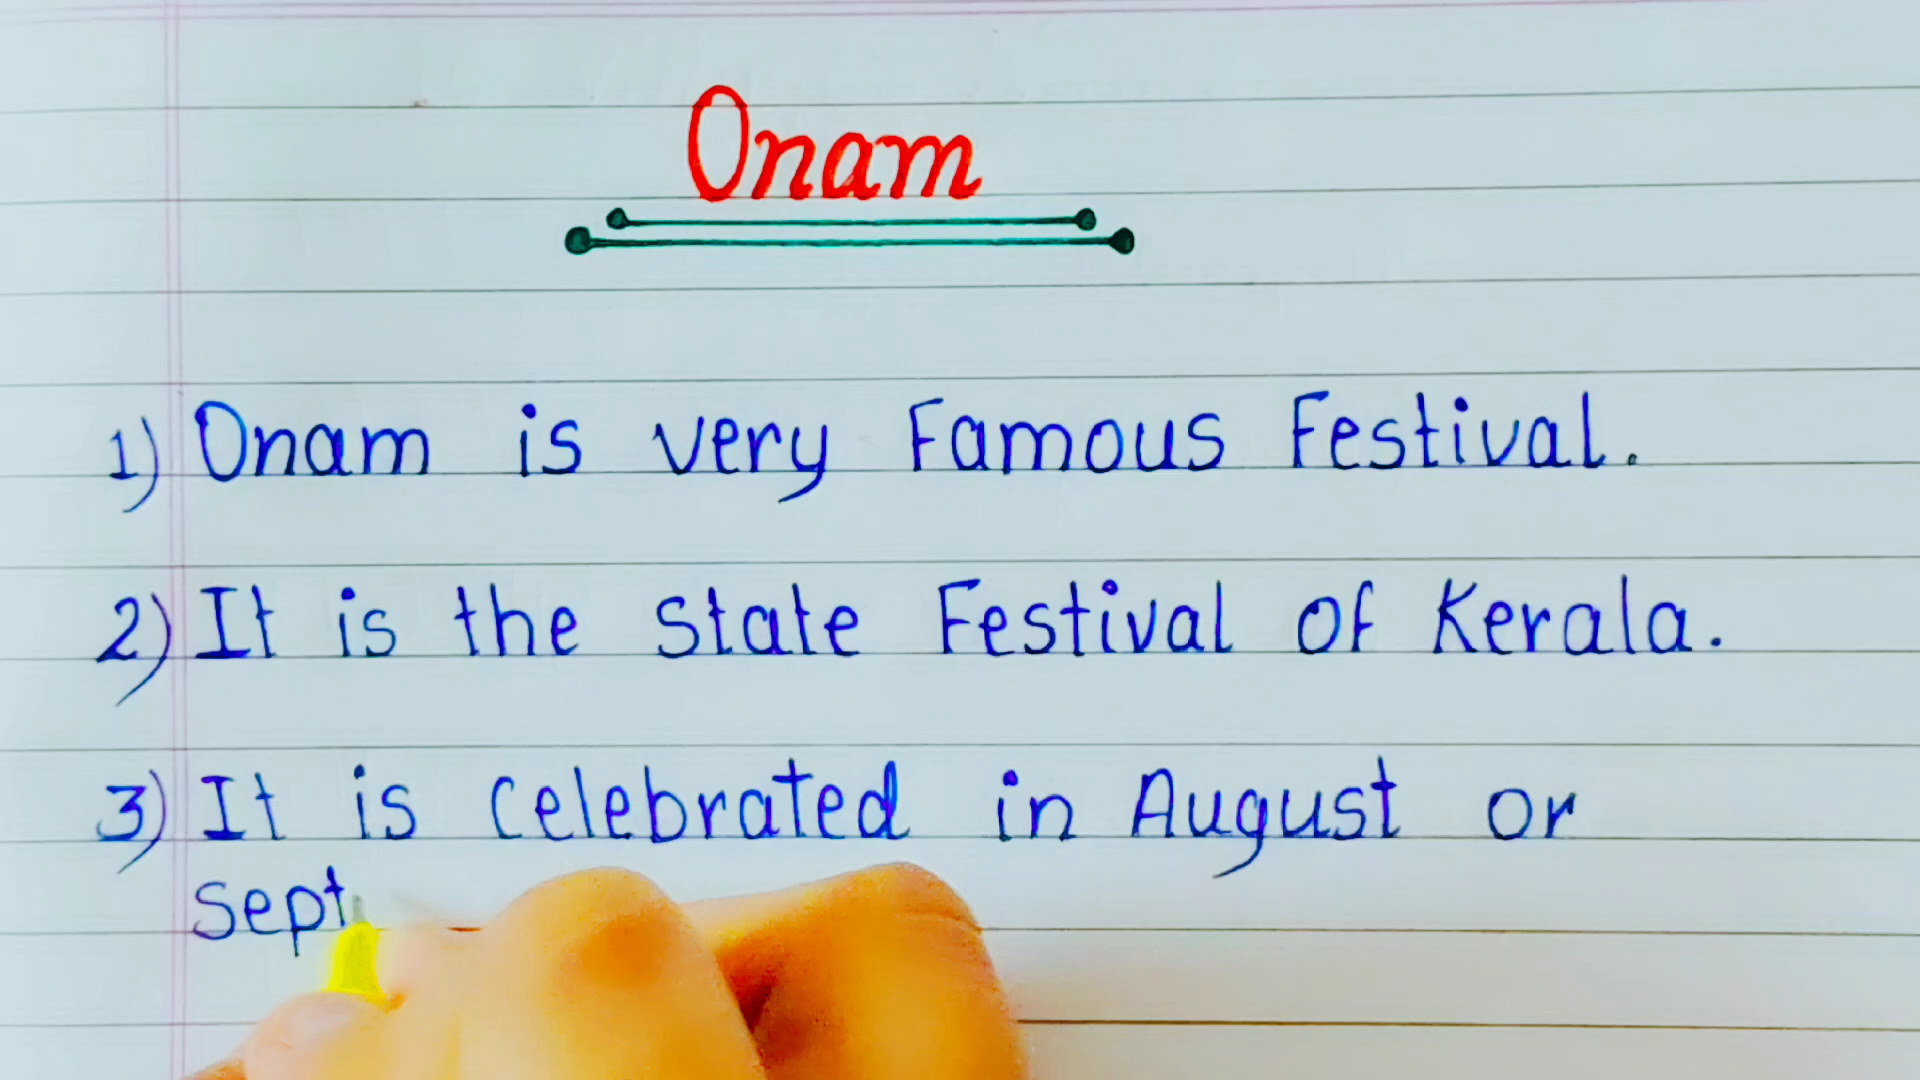 Onam
1) Onam is very Famous Festival.
2) It is the state Festival of Kerala.
3) It is celebrated in August or
Sept